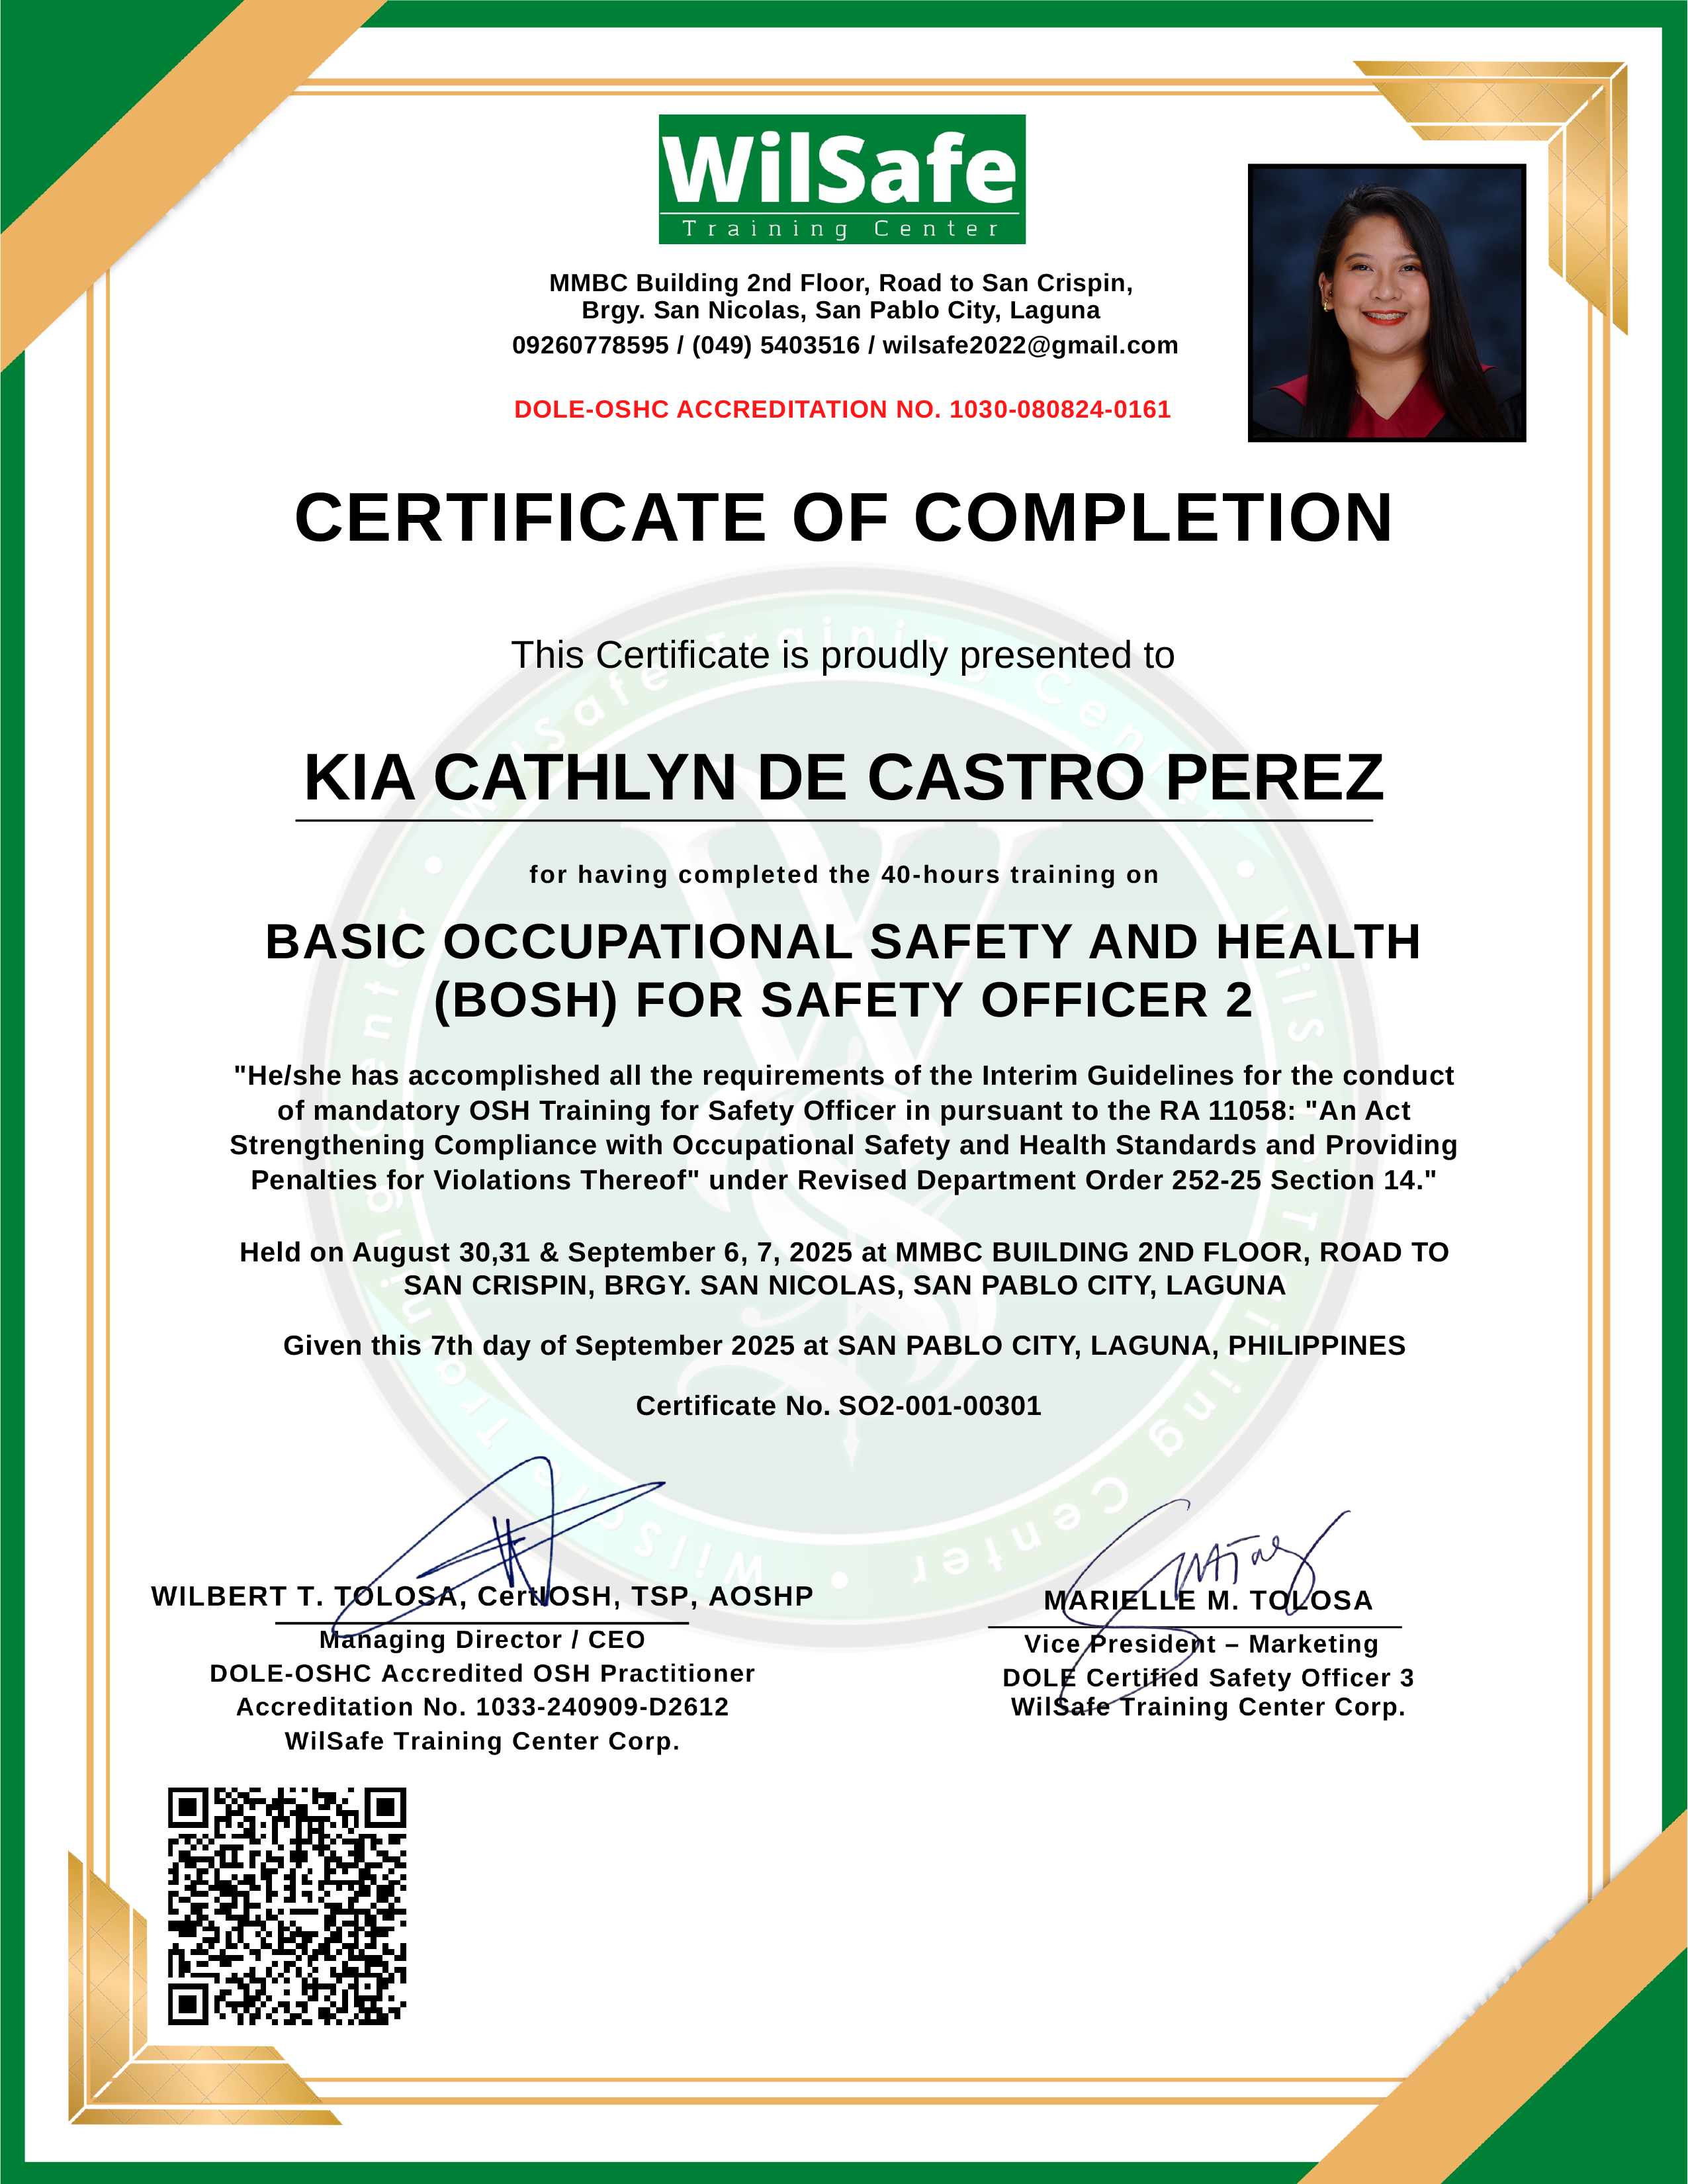 WilSafe
Training Center
MMBC Building 2nd Floor, Road to San Crispin,
Brgy. San Nicolas, San Pablo City, Laguna
09260778595 / (049) 5403516 / wilsafe2022@gmail.com
DOLE-OSHC ACCREDITATION NO. 1030-080824-0161
CERTIFICATE OF COMPLETION
This Certificate is proudly presented to
KIA CATHLYN DE CASTRO PEREZ
for having completed the 40-hours training on
BASIC OCCUPATIONAL SAFETY AND HEALTH
(BOSH) FOR SAFETY OFFICER 2
"He/she has accomplished all the requirements of the Interim Guidelines for the conduct
of mandatory OSH Training for Safety Officer in pursuant to the RA 11058: "An Act
Strengthening Compliance with Occupational Safety and Health Standards and Providing
Penalties for Violations Thereof" under Revised Department Order 252-25 Section 14."
Held on August 30,31 & September 6, 7, 2025 at MMBC BUILDING 2ND FLOOR, ROAD TO
SAN CRISPIN, BRGY. SAN NICOLAS, SAN PABLO CITY, LAGUNA
Given this 7th day of September 2025 at SAN PABLO CITY, LAGUNA, PHILIPPINES
Certificate No. SO2-001-00301
WilSafe Training Center • WilSafe Training Center • WilSafe Training Center •
WILBERT T. TOLOSA, CertIOSH, TSP, AOSHP
Managing Director / CEO
DOLE-OSHC Accredited OSH Practitioner
Accreditation No. 1033-240909-D2612
WilSafe Training Center Corp.
MARIELLE M. TOLOSA
Vice President – Marketing
DOLE Certified Safety Officer 3
WilSafe Training Center Corp.